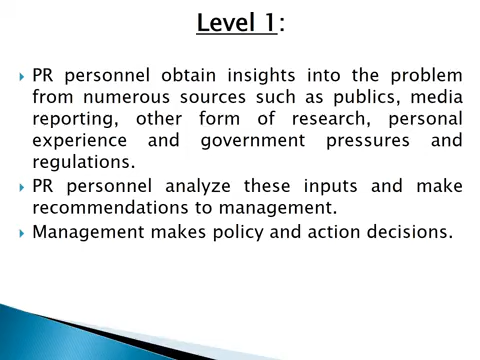 Level 1:
PR personnel obtain insights into the problem
from numerous sources such as publics, media
reporting, other form of research, personal
experience and government pressures and
regulations.
PR personnel analyze these inputs and make
recommendations to management.
Management makes policy and action decisions.